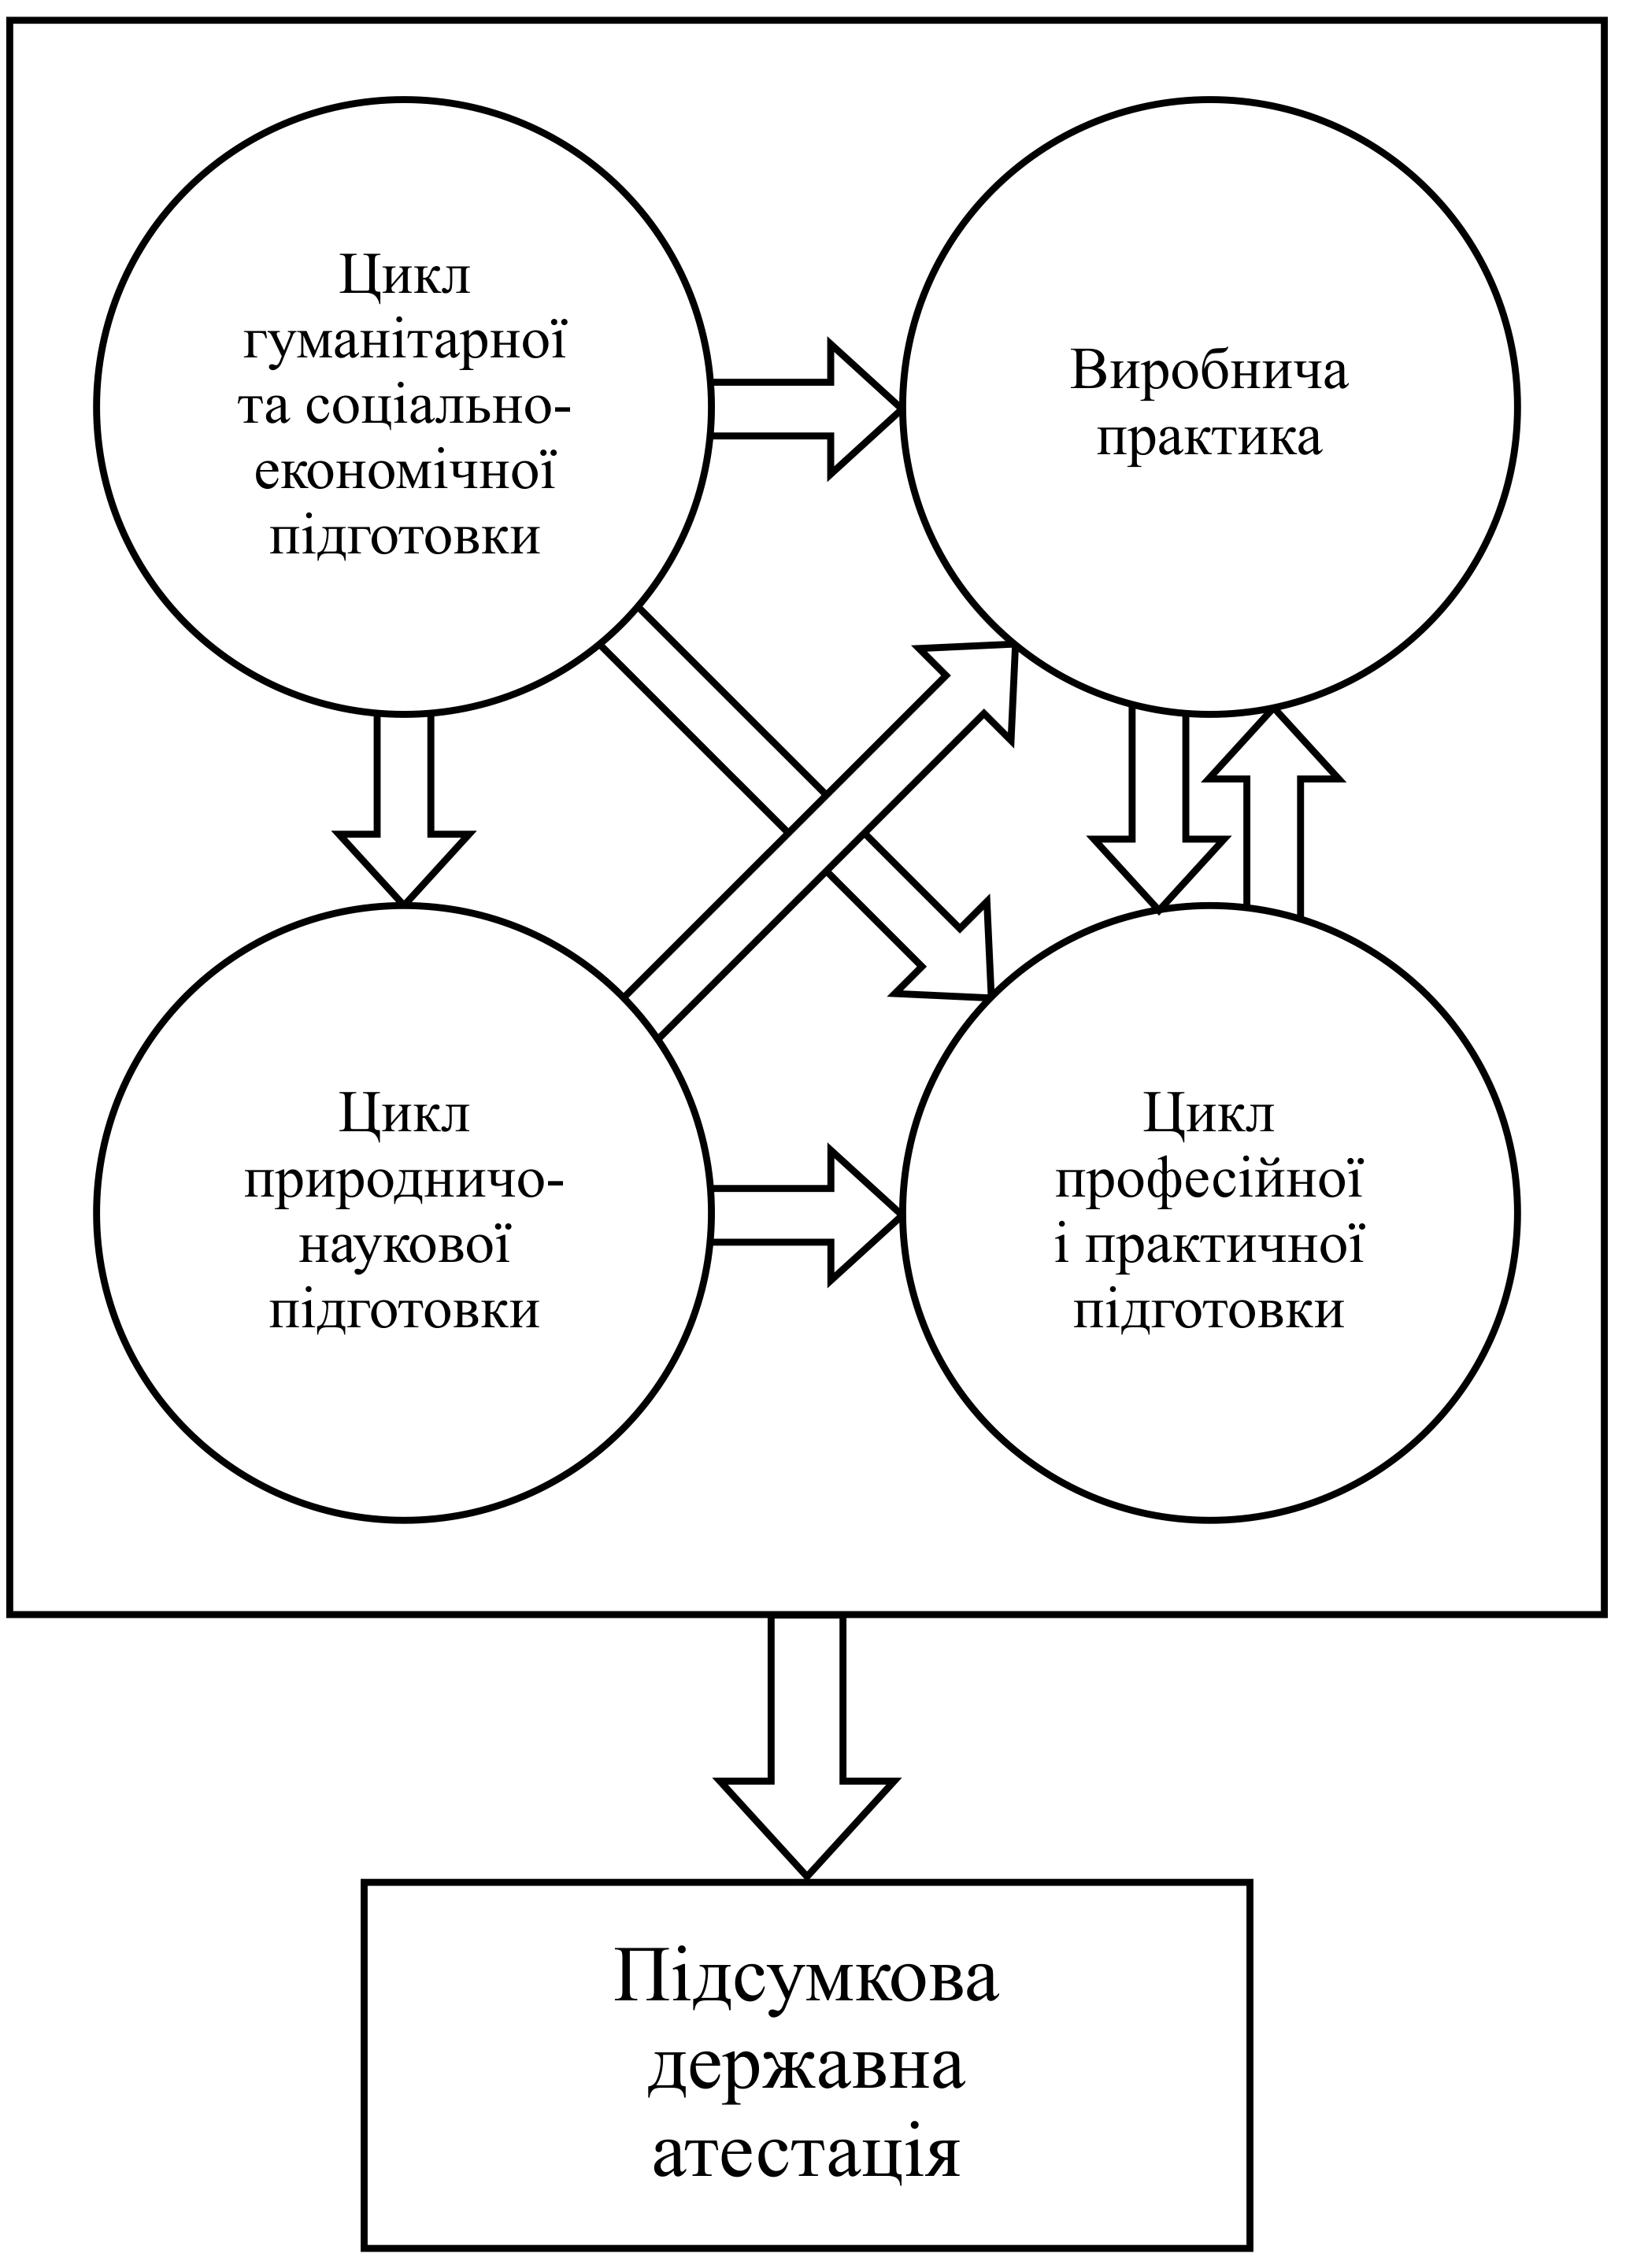 Цикл
гуманітарної
та соціально-
економічної
підготовки
Виробнича
практика
Цикл
природничо-
наукової
підготовки
Цикл
професійної
і практичної
підготовки
Підсумкова
державна
атестація